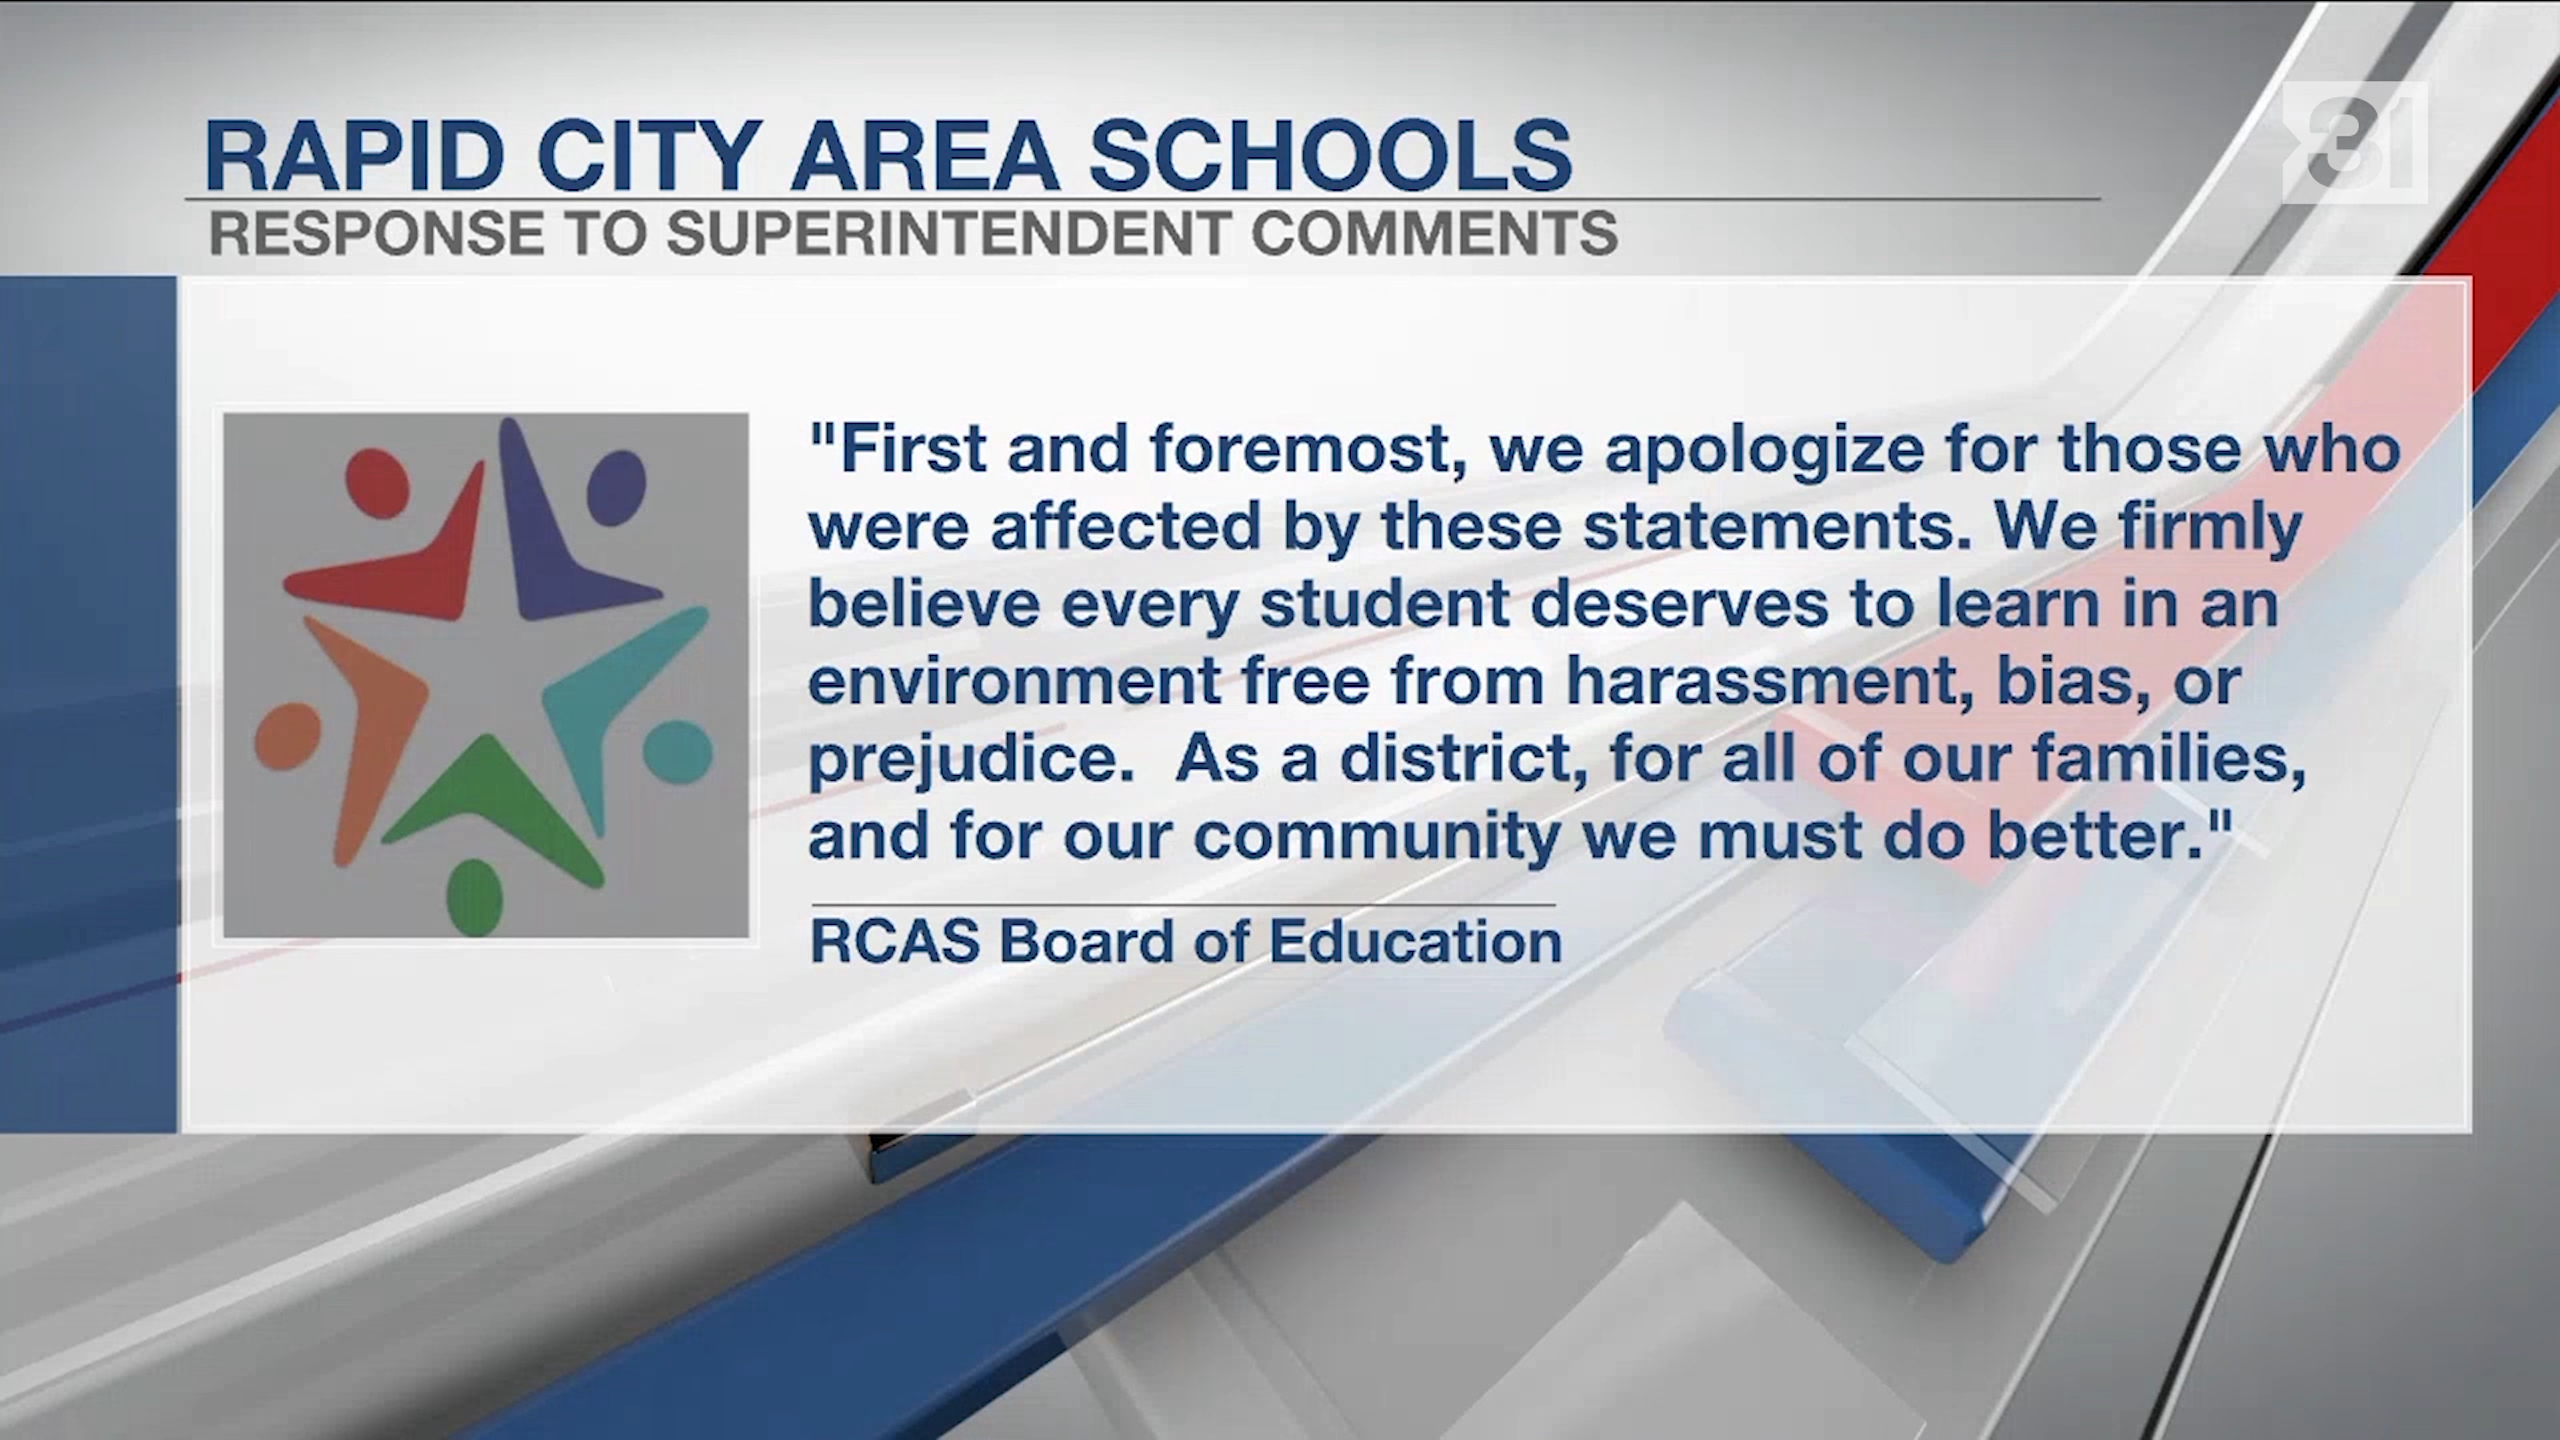 RAPID CITY AREA SCHOOLS
31
RESPONSE TO SUPERINTENDENT COMMENTS
"First and foremost, we apologize for those who
were affected by these statements. We firmly
believe every student deserves to learn in an
environment free from harassment, bias, or
prejudice.  As a district, for all of our families,
and for our community we must do better."
RCAS Board of Education